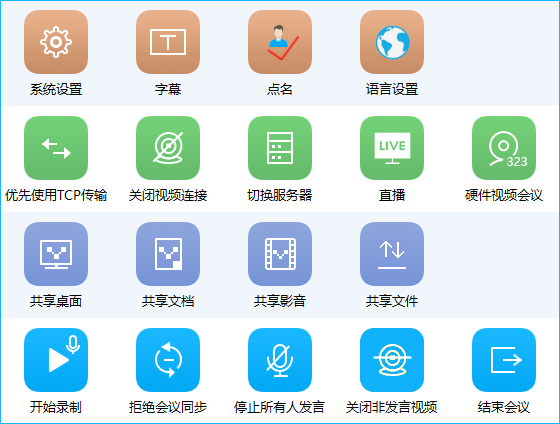 系统设置 字幕 点名 语言设置
LIVE
323
优先使用TCP传输 关闭视频连接 切换服务器 直播 硬件视频会议
共享桌面 共享文档 共享影音 共享文件
开始录制 拒绝会议同步 停止所有人发言 关闭非发言视频 结束会议